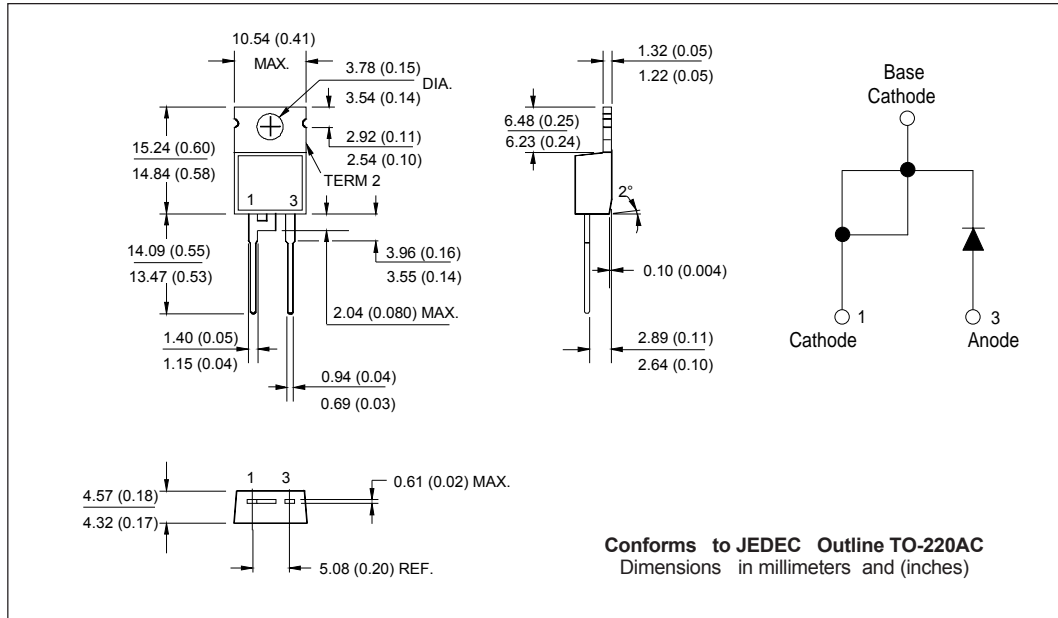 10.54 (0.41)
MAX.
3.78 (0.15)
3.54 (0.14)
DIA.
2.92 (0.11)
2.54 (0.10)
15.24 (0.60)
14.84 (0.58)
TERM 2
1 3
14.09 (0.55)
13.47 (0.53)
3.96 (0.16)
3.55 (0.14)
2.04 (0.080) MAX.
1.40 (0.05)
1.15 (0.04)
0.94 (0.04)
0.69 (0.03)
1.32 (0.05)
1.22 (0.05)
6.48 (0.25)
6.23 (0.24)
2°
0.10 (0.004)
2.89 (0.11)
2.64 (0.10)
Base
Cathode
1
Cathode
3
Anode
1 3
4.57 (0.18)
4.32 (0.17)
0.61 (0.02) MAX.
5.08 (0.20) REF.
Conforms to JEDEC Outline TO-220AC
Dimensions in millimeters and (inches)